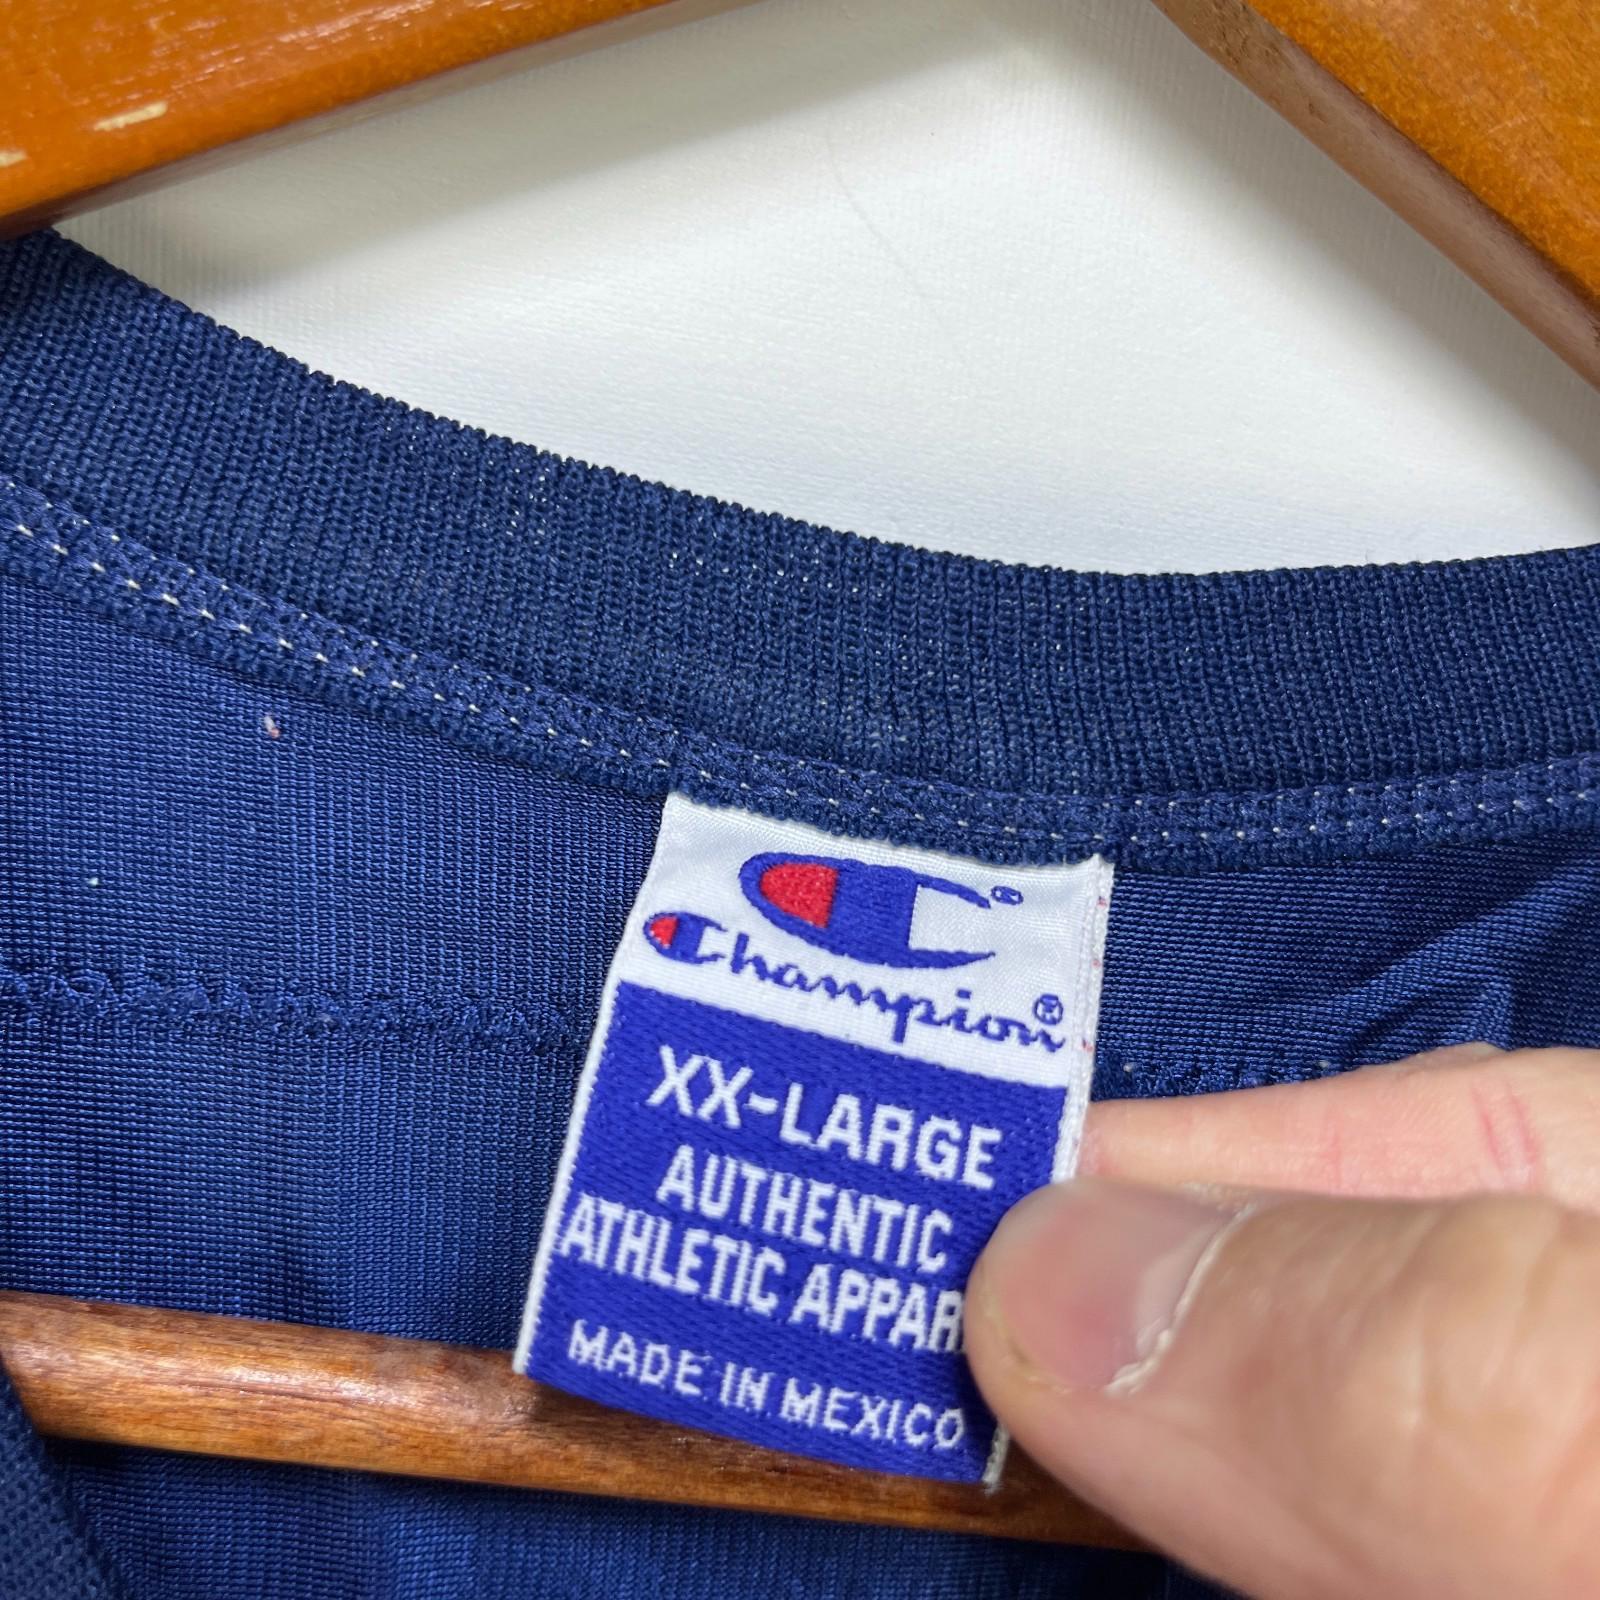 Champion®
XX-LARGE
AUTHENTIC
ATHLETIC APPAR
MADE IN MEXICO